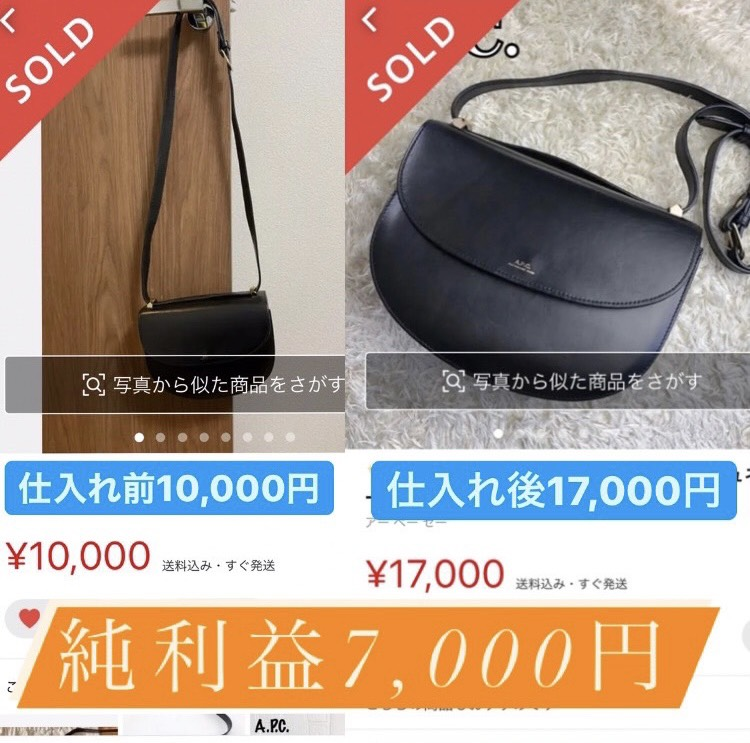 SOLD
写真から似た商品をさがす
仕入れ前10,000円
¥10,000 送料込み・すぐ発送
SOLD
C.
A.P.C.
写真から似た商品をさがす
仕入れ後17,000円
アー ペー セー
¥17,000 送料込み・すぐ発送
純利益7,000円
A.P.C.